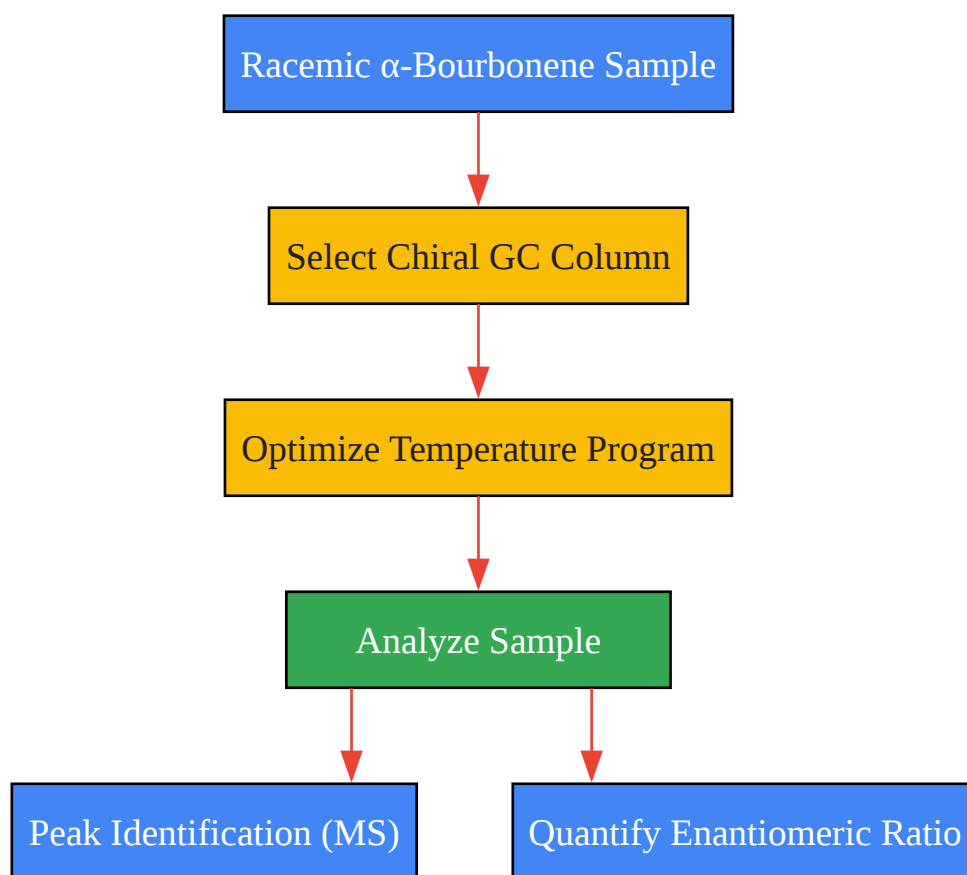 Racemic α-Bourbonene Sample
Select Chiral GC Column
Optimize Temperature Program
Analyze Sample
Peak Identification (MS)
Quantify Enantiomeric Ratio